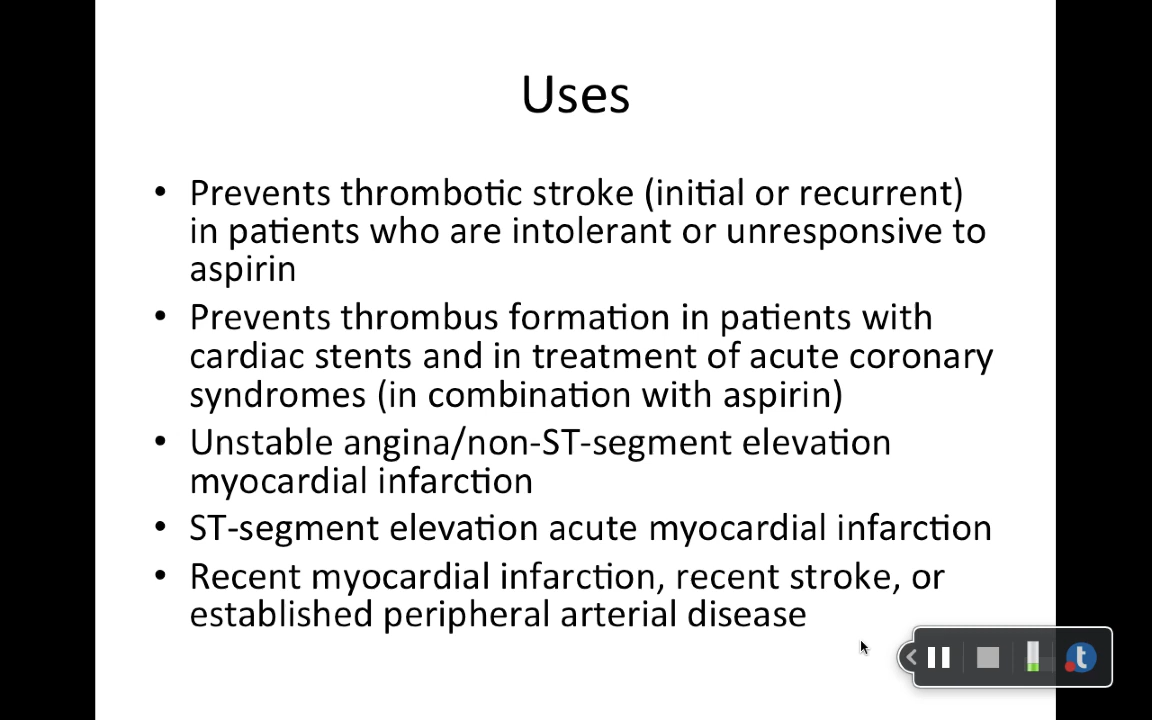 Uses
• Prevents thrombotic stroke (initial or recurrent)
in patients who are intolerant or unresponsive to
aspirin
• Prevents thrombus formation in patients with
cardiac stents and in treatment of acute coronary
syndromes (in combination with aspirin)
• Unstable angina/non-ST-segment elevation
myocardial infarction
• ST-segment elevation acute myocardial infarction
• Recent myocardial infarction, recent stroke, or
established peripheral arterial disease
t